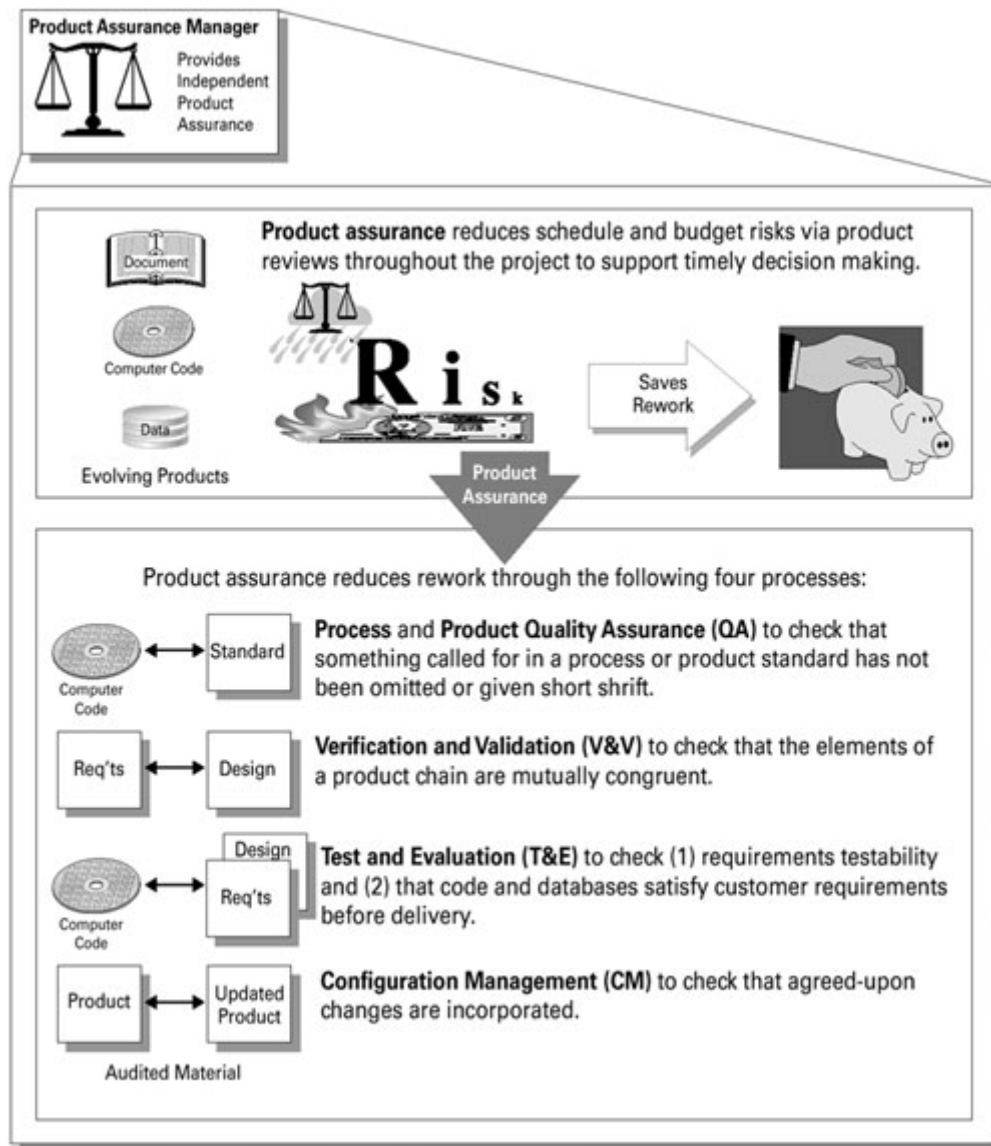 Product Assurance Manager
Provides
Independent
Product
Assurance
Product assurance reduces schedule and budget risks via product
reviews throughout the project to support timely decision making.
Document
Computer Code
Data
Evolving Products
Risk
Saves
Rework
Product
Assurance
Product assurance reduces rework through the following four processes:
Computer
Code
Standard
Process and Product Quality Assurance (QA) to check that
something called for in a process or product standard has not
been omitted or given short shrift.
Req'ts
Design
Verification and Validation (V&V) to check that the elements of
a product chain are mutually congruent.
Computer
Code
Design
Req'ts
Test and Evaluation (T&E) to check (1) requirements testability
and (2) that code and databases satisfy customer requirements
before delivery.
Product
Updated
Product
Configuration Management (CM) to check that agreed-upon
changes are incorporated.
Audited Material